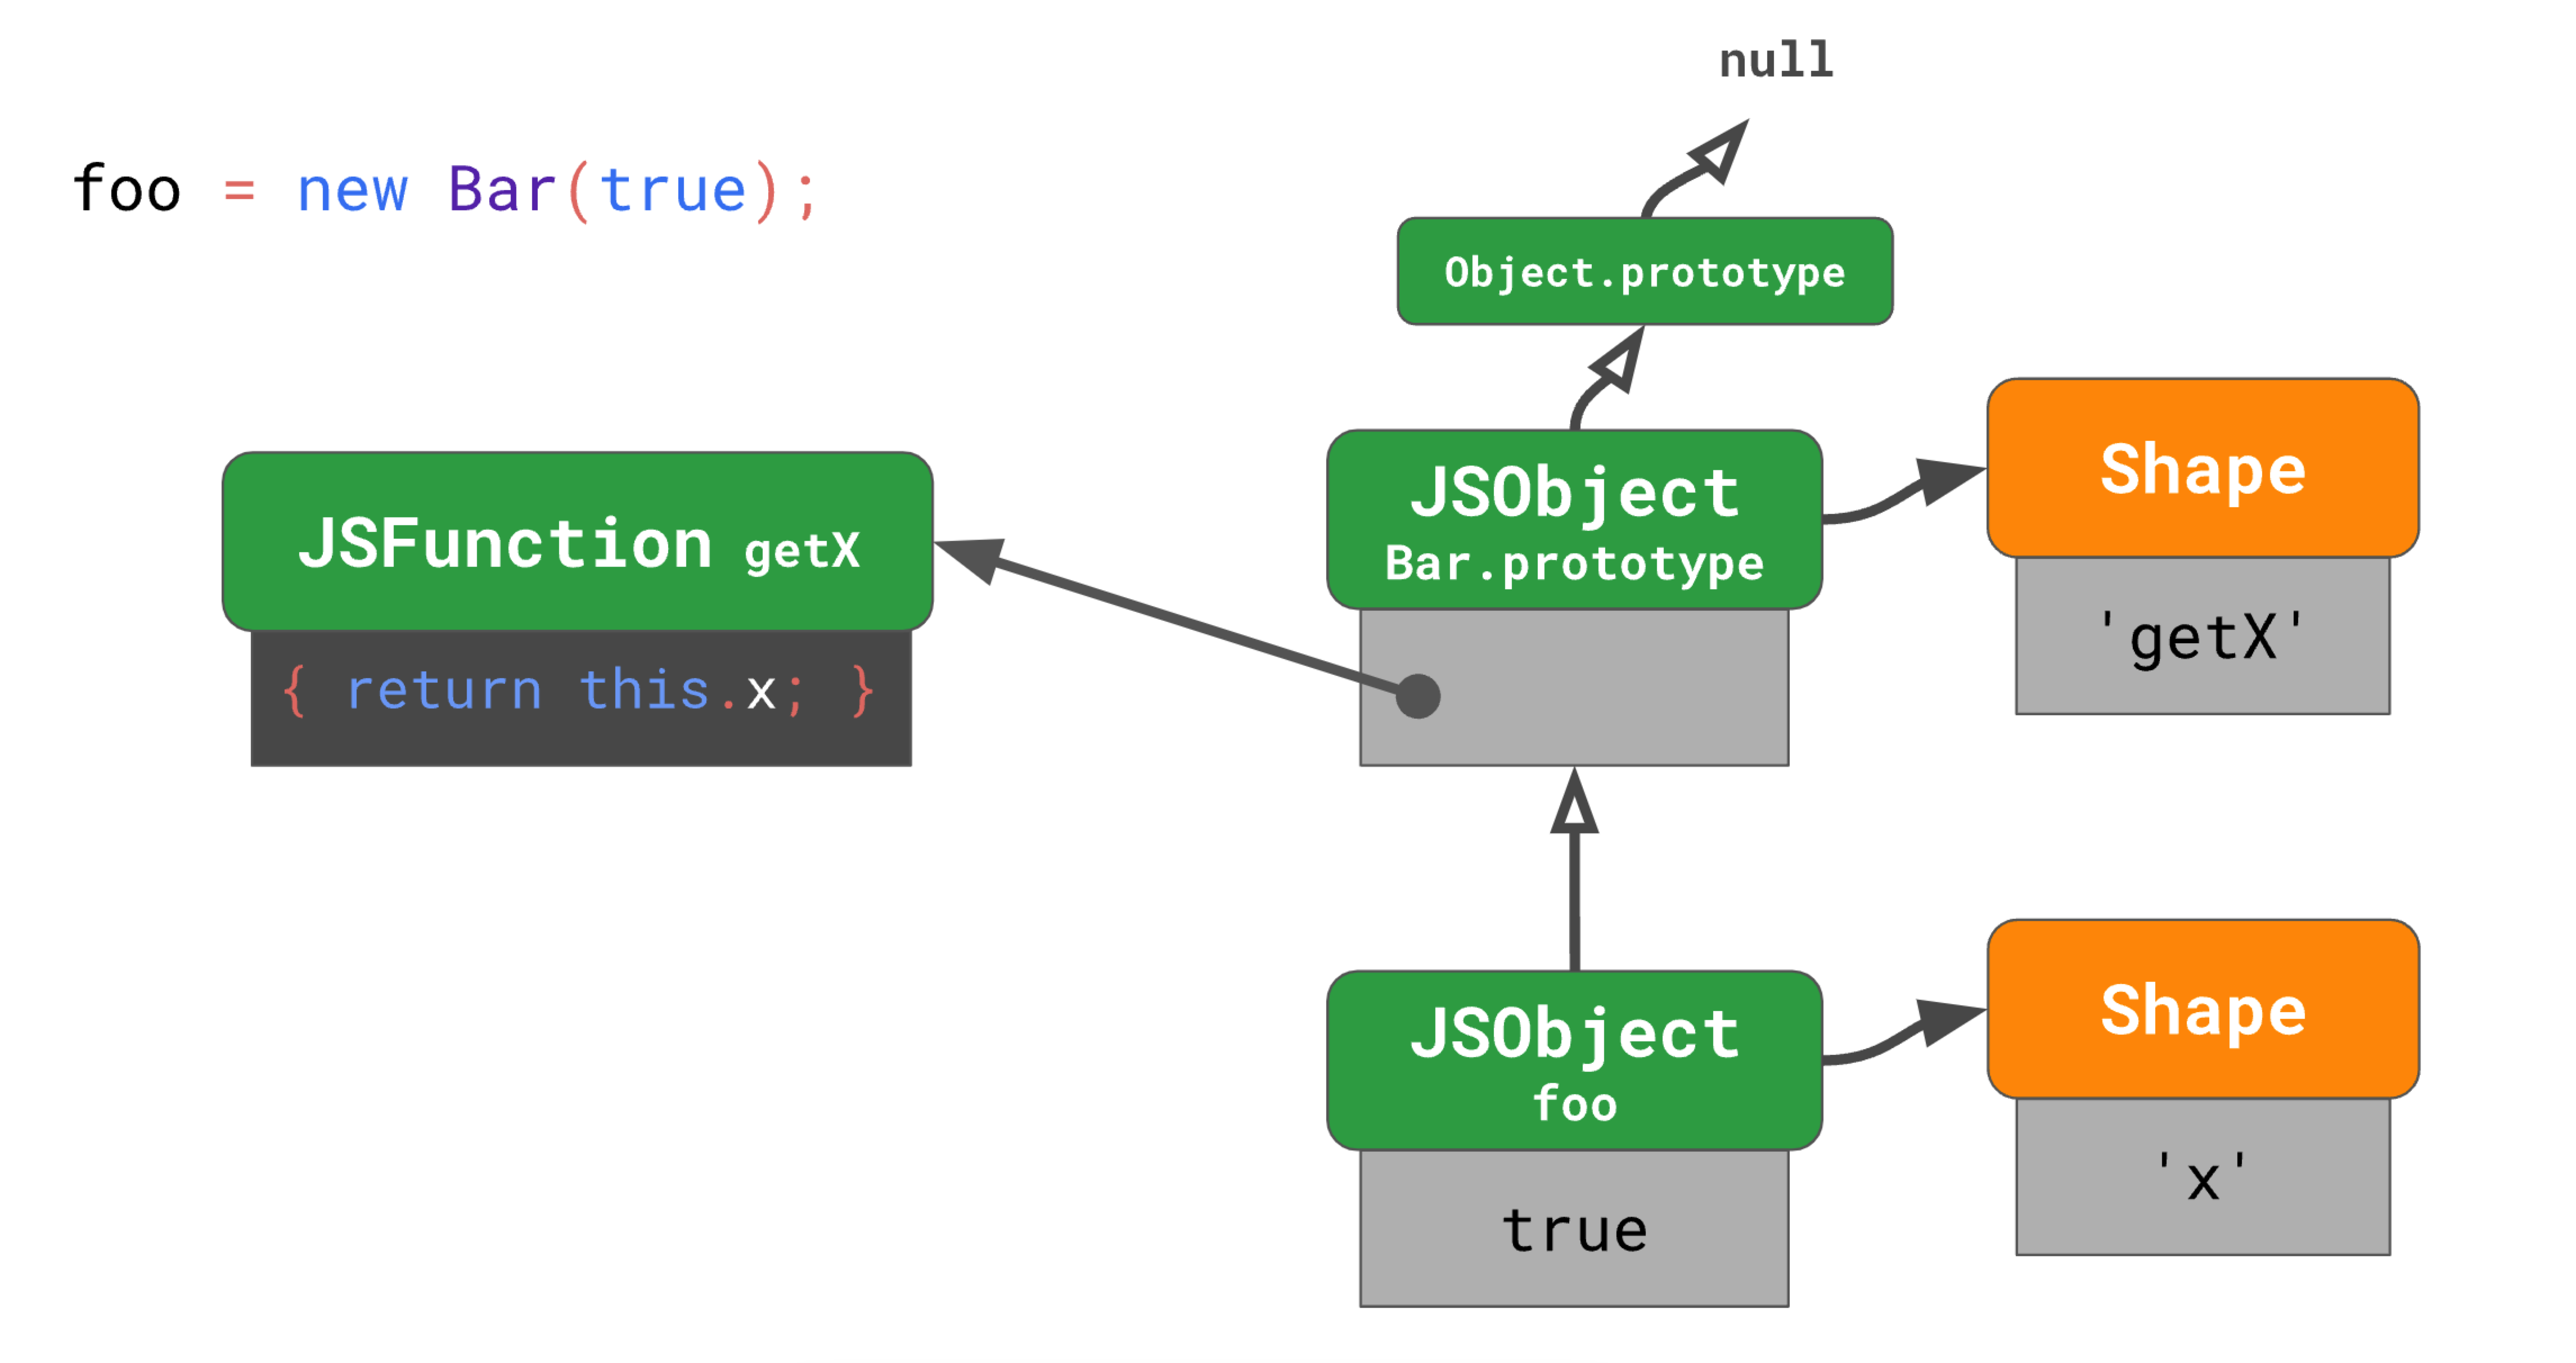 null
foo = new Bar(true);
Object.prototype
JSObject
Bar.prototype
Shape
'getX'
JSFunction getX
{ return this.x; }
JSObject
foo
true
Shape
'x'